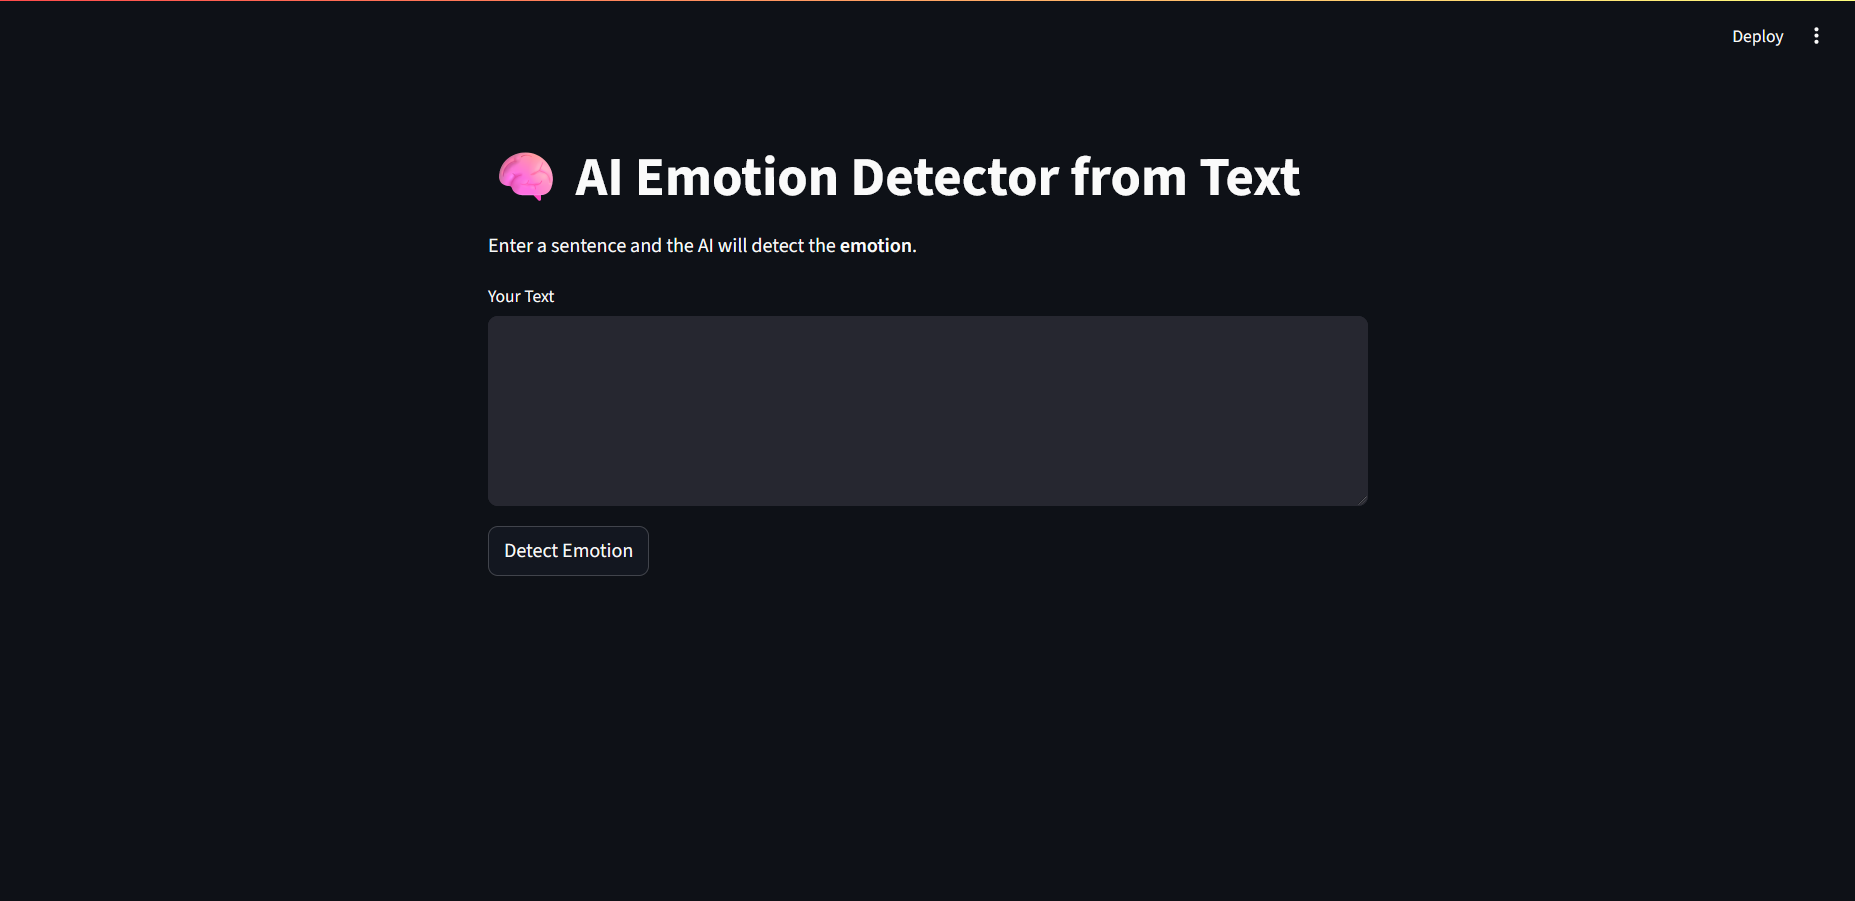 Deploy
AI Emotion Detector from Text
Enter a sentence and the AI will detect the emotion.
Your Text
Detect Emotion